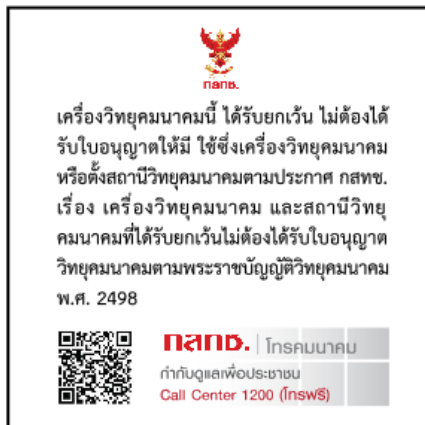 กสทช.
เครื่องวิทยุคมนาคมนี้ ได้รับยกเว้น ไม่ต้องได้
รับใบอนุญาตให้มี ใช้ซึ่งเครื่องวิทยุคมนาคม
หรือตั้งสถานีวิทยุคมนาคมตามประกาศ กสทช.
เรื่อง เครื่องวิทยุคมนาคม และสถานีวิทยุ
คมนาคมที่ได้รับยกเว้นไม่ต้องได้รับใบอนุญาต
วิทยุคมนาคมตามพระราชบัญญัติวิทยุคมนาคม
พ.ศ. 2498
กสทช. | โทรคมนาคม
กำกับดูแลเพื่อประชาชน
Call Center 1200 (โทรฟรี)